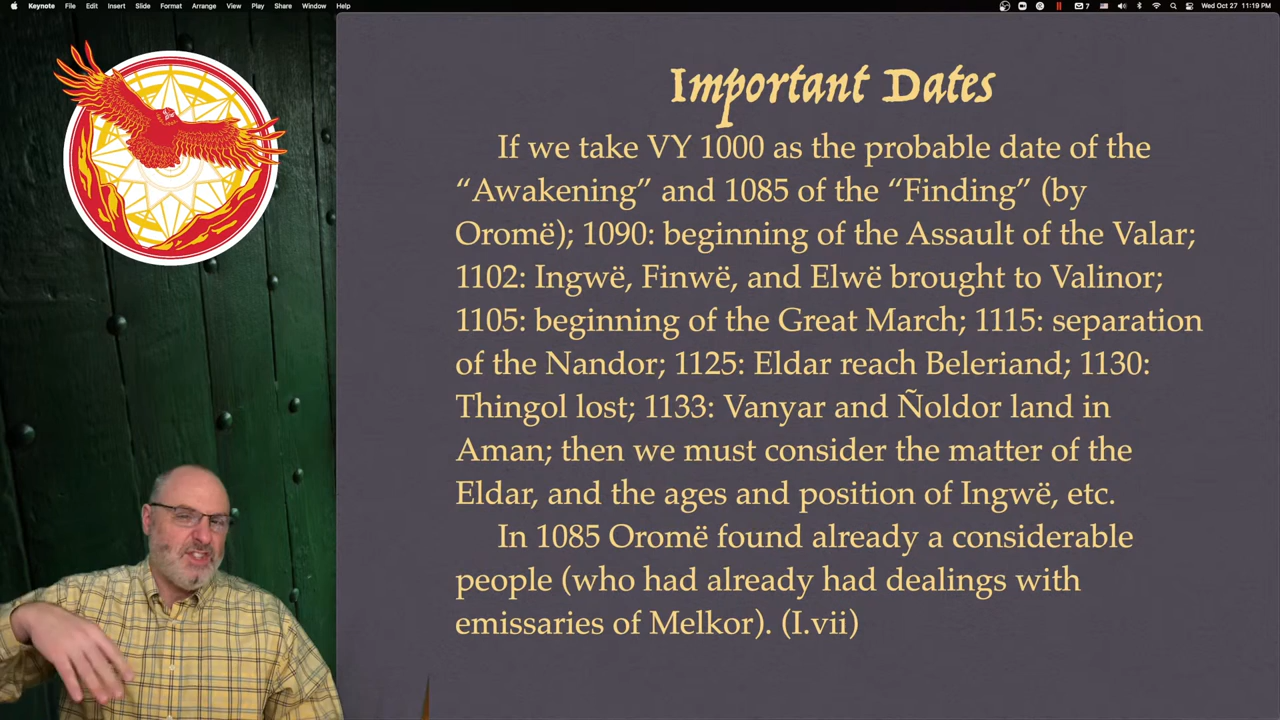 Keynote File Edit Insert Slide Format Arrange View Play Share Window Help 7 Wed Oct 27 11:19 PM
Important Dates
If we take VY 1000 as the probable date of the
“Awakening” and 1085 of the “Finding” (by
Oromë); 1090: beginning of the Assault of the Valar;
1102: Ingwë, Finwë, and Elwë brought to Valinor;
1105: beginning of the Great March; 1115: separation
of the Nandor; 1125: Eldar reach Beleriand; 1130:
Thingol lost; 1133: Vanyar and Ñoldor land in
Aman; then we must consider the matter of the
Eldar, and the ages and position of Ingwë, etc.
In 1085 Oromë found already a considerable
people (who had already had dealings with
emissaries of Melkor). (I.vii)